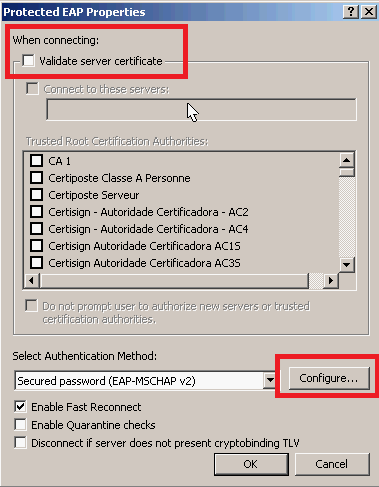 Protected EAP Properties
When connecting:
Validate server certificate
Connect to these servers:
Trusted Root Certification Authorities:
CA 1
Certiposte Classe A Personne
Certiposte Serveur
Certisign - Autoridade Certificadora - AC2
Certisign - Autoridade Certificadora - AC4
Certisign Autoridade Certificadora AC1S
Certisign Autoridade Certificadora AC3S
Do not prompt user to authorize new servers or trusted
certification authorities.
Select Authentication Method:
Secured password (EAP-MSCHAP v2)
Configure...
Enable Fast Reconnect
Enable Quarantine checks
Disconnect if server does not present cryptobinding TLV
OK
Cancel